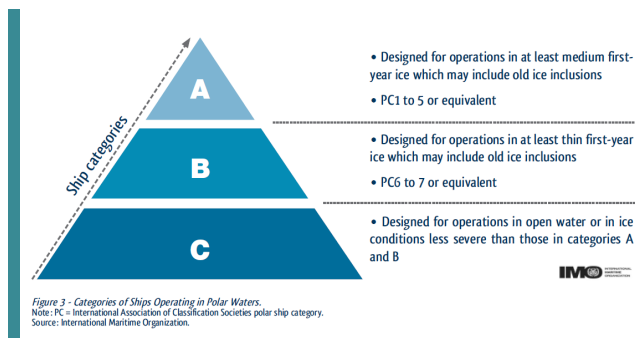 A
B
C
Ship categories
• Designed for operations in at least medium first-
year ice which may include old ice inclusions
• PC1 to 5 or equivalent
• Designed for operations in at least thin first-year
ice which may include old ice inclusions
• PC6 to 7 or equivalent
• Designed for operations in open water or in ice
conditions less severe than those in categories A
and B
IMO
INTERNATIONAL
MARITIME
ORGANIZATION
Figure 3 - Categories of Ships Operating in Polar Waters.
Note: PC = International Association of Classification Societies polar ship category.
Source: International Maritime Organization.